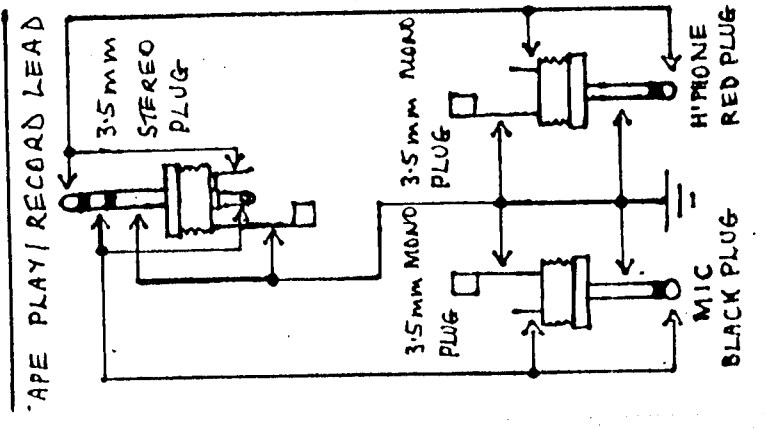 TAPE PLAY/RECORD LEAD
3.5mm
STEREO
PLUG
3.5mm MONO
PLUG
3.5mm MONO
PLUG
MIC
BLACK PLUG
H'PHONE
RED PLUG